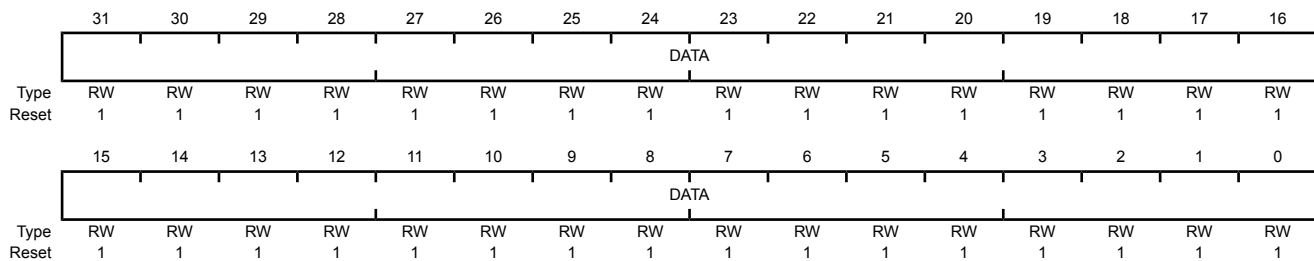 31 30 29 28 27 26 25 24 23 22 21 20 19 18 17 16
DATA
Type RW RW RW RW RW RW RW RW RW RW RW RW RW RW RW RW
Reset 1 1 1 1 1 1 1 1 1 1 1 1 1 1 1 1
15 14 13 12 11 10 9 8 7 6 5 4 3 2 1 0
DATA
Type RW RW RW RW RW RW RW RW RW RW RW RW RW RW RW RW
Reset 1 1 1 1 1 1 1 1 1 1 1 1 1 1 1 1